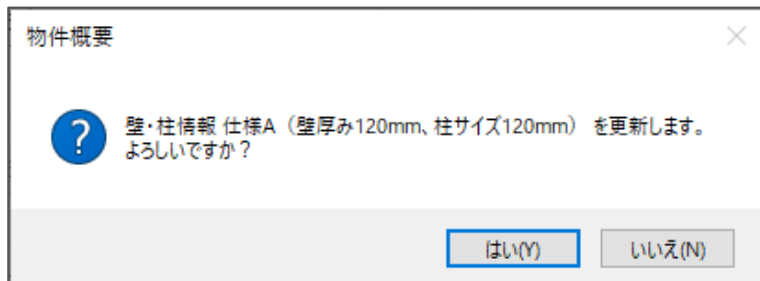 物件概要
?
壁・柱情報 仕様A（壁厚み120mm、柱サイズ120mm） を更新します。
よろしいですか？
はい(Y)
いいえ(N)